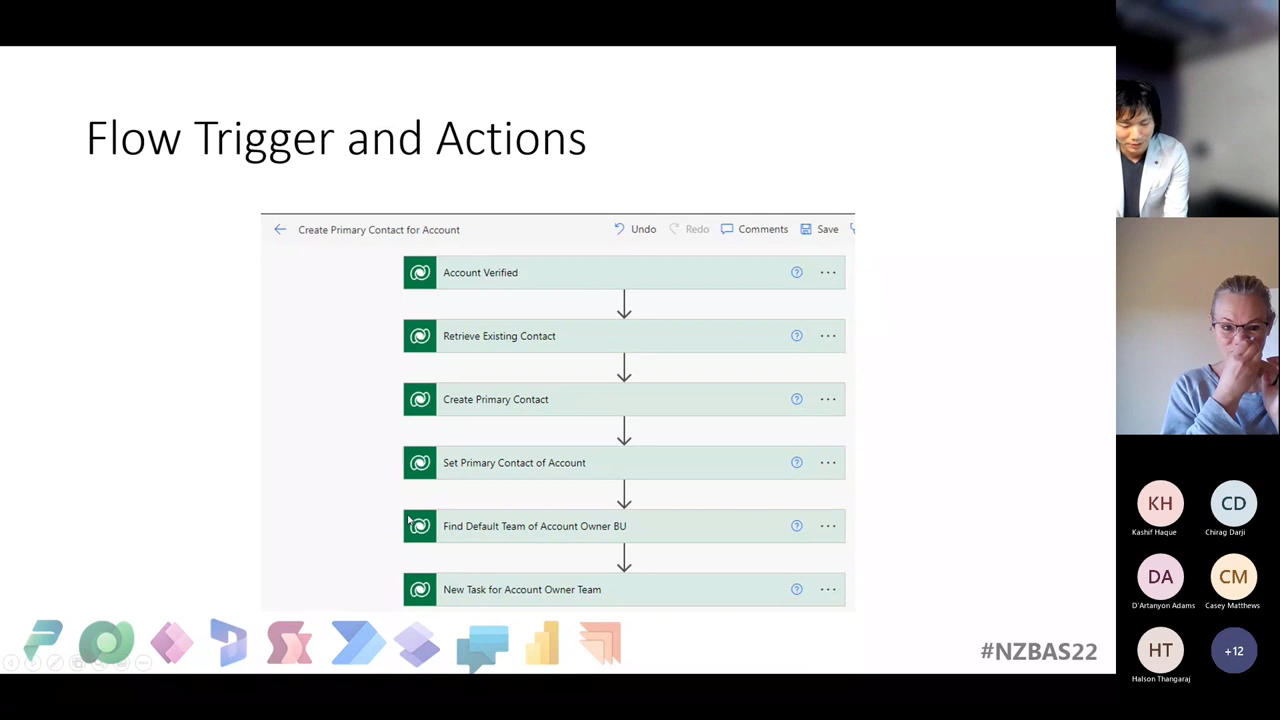 Flow Trigger and Actions
Create Primary Contact for Account
Undo
Redo
Comments
Save
Account Verified
Retrieve Existing Contact
Create Primary Contact
Set Primary Contact of Account
Find Default Team of Account Owner BU
New Task for Account Owner Team
#NZBAS22
KH
CD
Kashif Haque
Chirag Darji
DA
CM
D'Artanyon Adams
Casey Matthews
HT
+12
Halson Thangaraj